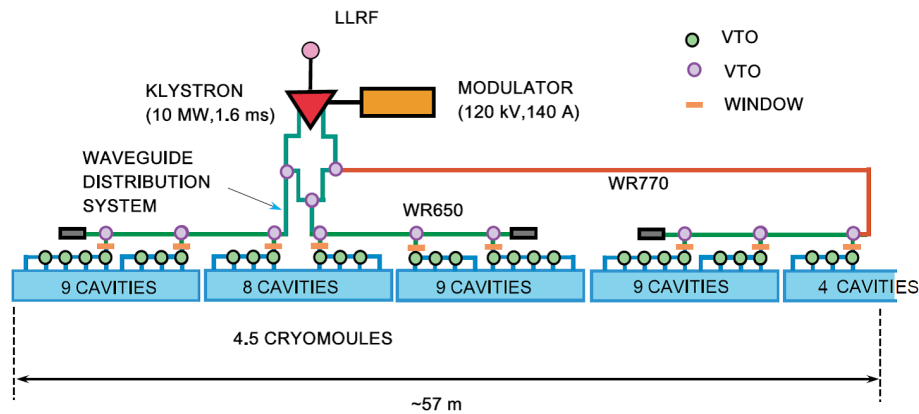 LLRF
VTO
VTO
WINDOW
KLYSTRON
(10 MW,1.6 ms)
MODULATOR
(120 kV,140 A)
WAVEGUIDE
DISTRIBUTION
SYSTEM
WR770
WR650
9 CAVITIES
8 CAVITIES
9 CAVITIES
9 CAVITIES
4 CAVITIES
4.5 CRYOMOULES
~57 m